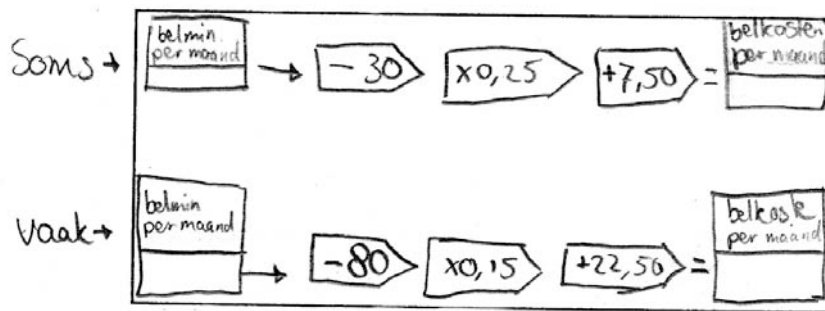 belmin. per maand
belkosten per maand
Soms → → -30 x0,25 +7,50 =
belmin per maand
belkoste per maand
vaak → → -80 x0,15 +22,50 =